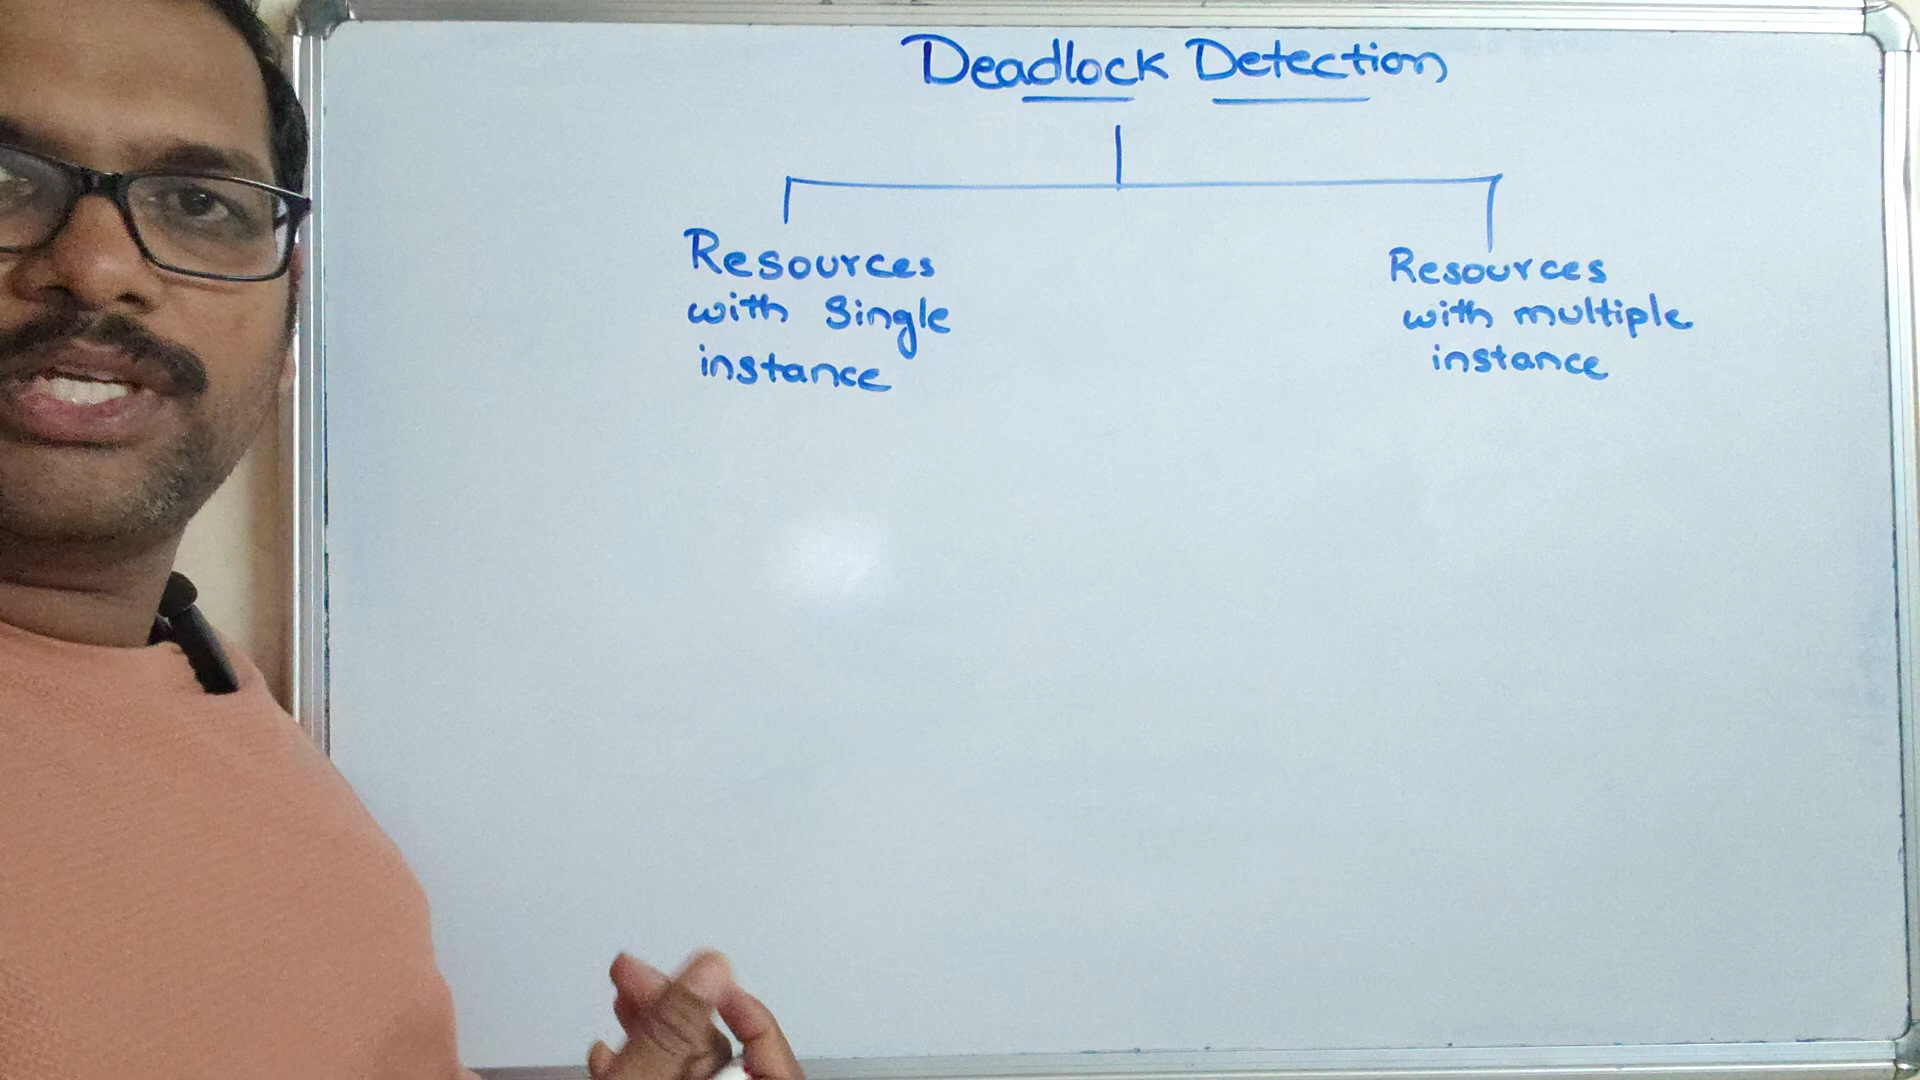 Deadlock Detection
Resources
with Single
instance
Resources
with multiple
instance